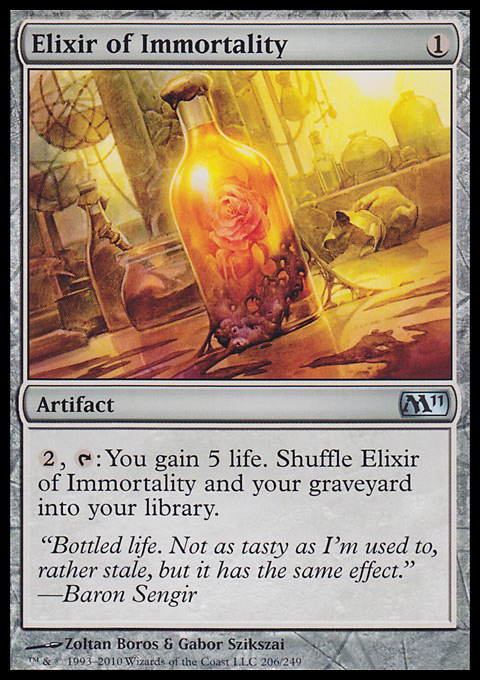 Elixir of Immortality 1
Artifact M11
2, : You gain 5 life. Shuffle Elixir
of Immortality and your graveyard
into your library.
“Bottled life. Not as tasty as I’m used to,
rather stale, but it has the same effect.”
—Baron Sengir
Zoltan Boros & Gabor Szikszai
™ & © 1993–2010 Wizards of the Coast LLC 206/249